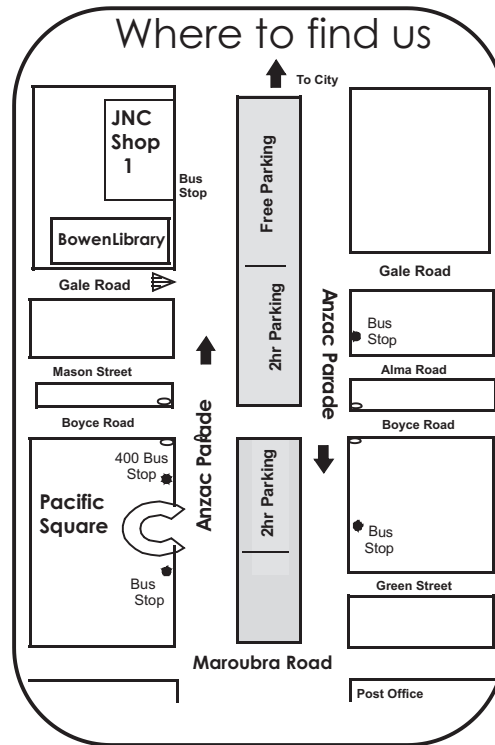 Where to find us
To City
JNC
Shop
1
Bus
Stop
BowenLibrary
Free Parking
Gale Road
Gale Road
2hr Parking
Anzac Parade
Bus
Stop
Mason Street
Alma Road
Boyce Road
Boyce Road
Anzac Parade
400 Bus
Stop
2hr Parking
Pacific
Square
Bus
Stop
Bus
Stop
Green Street
Maroubra Road
Post Office